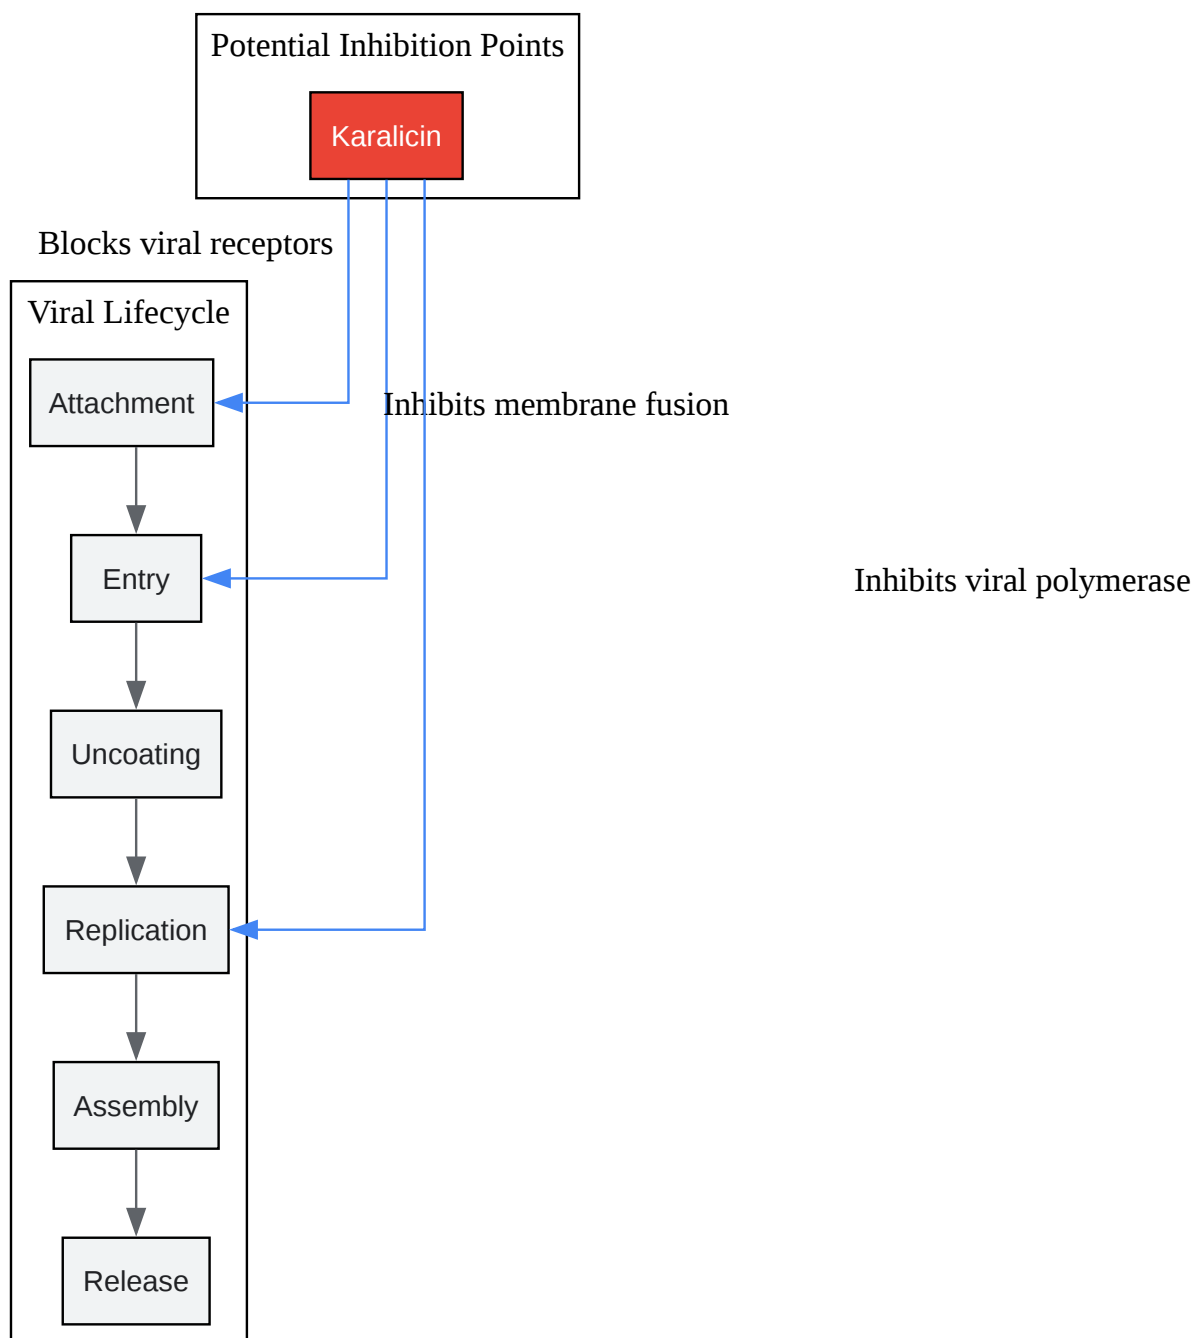 Potential Inhibition Points
Karalicin
Blocks viral receptors
Viral Lifecycle
Attachment
Inhibits membrane fusion
Entry
Inhibits viral polymerase
Uncoating
Replication
Assembly
Release